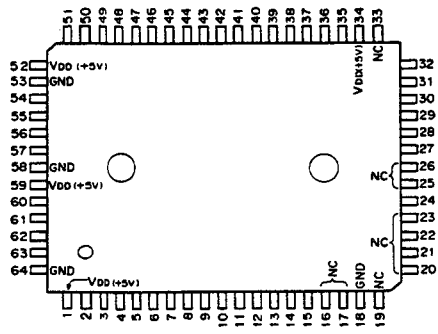 51 50 49 48 47 46 45 44 43 42 41 40 39 38 37 36 35 34 33
VDD(+5V) NC
52 VDD (+5V)
53 GND
54
55
56
57
58 GND
59 VDD (+5V)
60
61
62
63
64 GND
32
31
30
29
28
27
26
NC
25
24
23
NC
22
21
20
VDD (+5V) NC GND NC
1 2 3 4 5 6 7 8 9 10 11 12 13 14 15 16 17 18 19